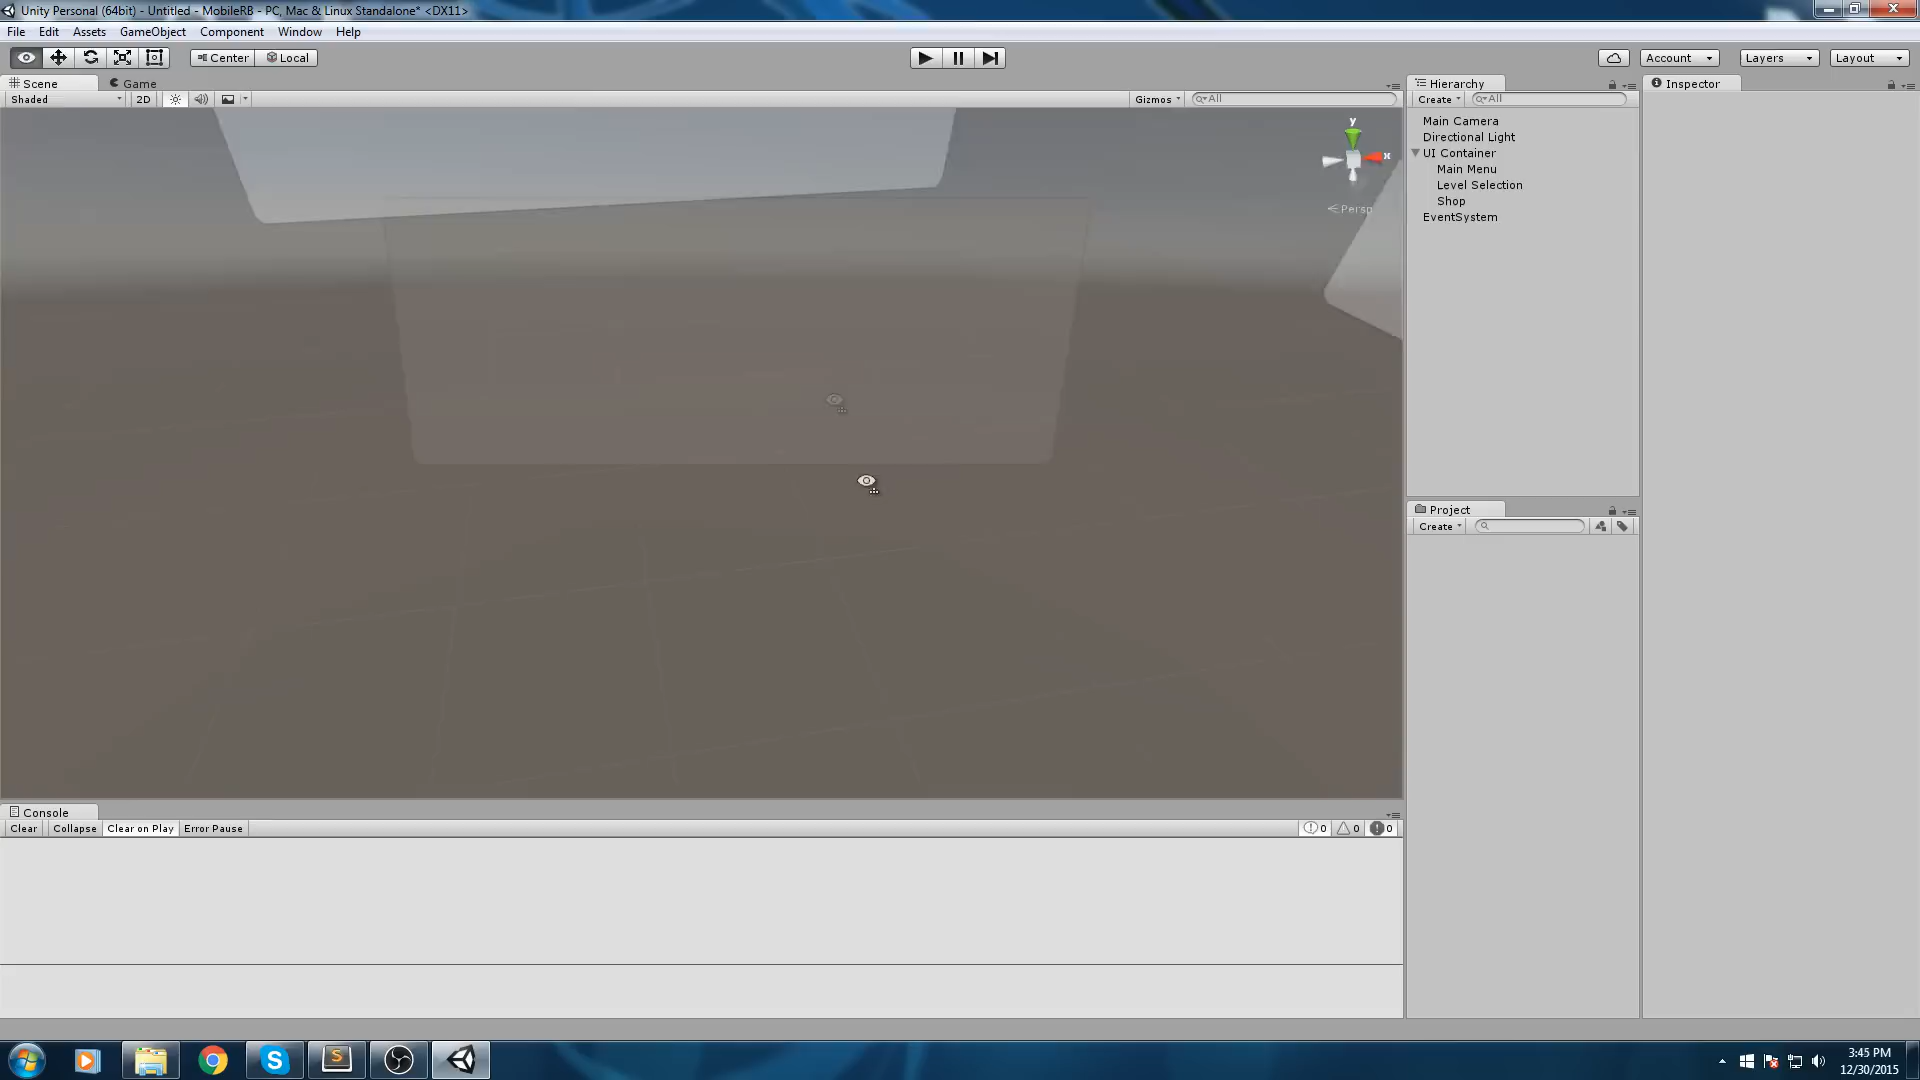 Unity Personal (64bit) - Untitled - MobileRB - PC, Mac & Linux Standalone* <DX11>
File Edit Assets GameObject Component Window Help
Center Local Account Layers Layout
Scene Game Hierarchy Inspector
Shaded 2D Gizmos All Create All
y
x
Persp
Main Camera
Directional Light
UI Container
Main Menu
Level Selection
Shop
EventSystem
Project
Create
Console
Clear Collapse Clear on Play Error Pause 0 0 0
3:45 PM
12/30/2015